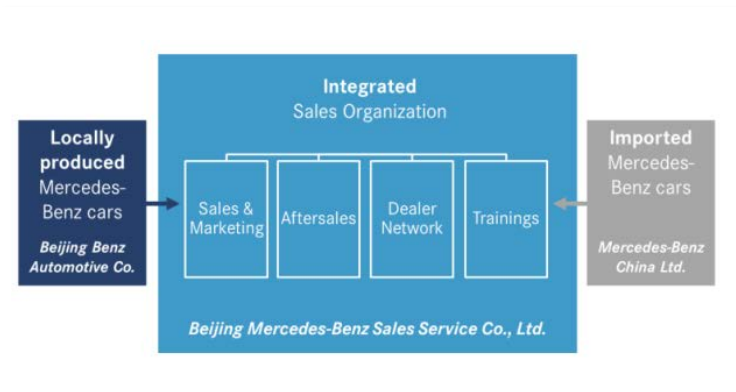 Integrated
Sales Organization
Locally
produced
Mercedes-
Benz cars
Beijing Benz
Automotive Co.
Sales &
Marketing
Aftersales
Dealer
Network
Trainings
Imported
Mercedes-
Benz cars
Mercedes-Benz
China Ltd.
Beijing Mercedes-Benz Sales Service Co., Ltd.